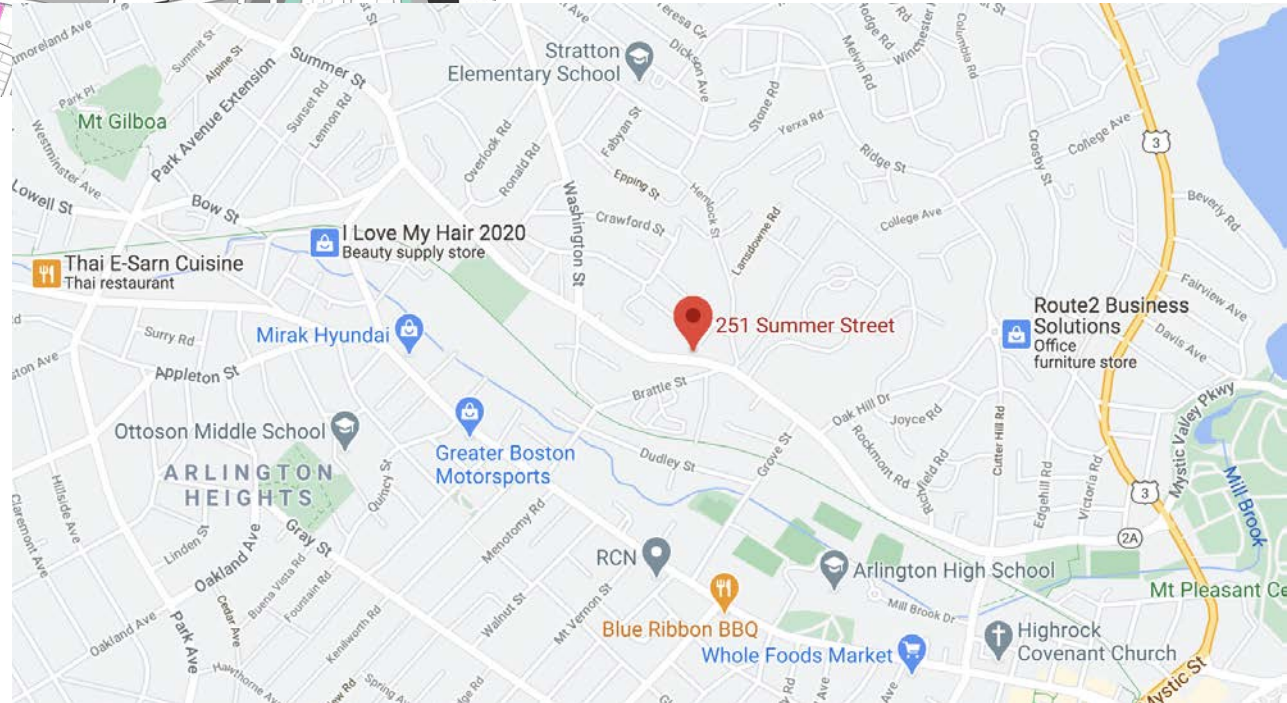 Teresa Cir
Dickson Ave
Winchester
Melvin Rd
Columbia Rd
Summit St
Alpine St
Summer St
Stratton
Elementary School
Park Pl
Mt Gilboa
Park Avenue Extension
Sunset Rd
Lennon Rd
Westminster Ave
Overlook Rd
Ronald Rd
Fabyan St
Stone Rd
Yerxa Rd
Ridge St
Crosby St
College Ave
3
Lowell St
Bow St
Washington St
Epping St
Hemlock St
Crawford St
Lansdowne Rd
College Ave
Beverly Rd
I Love My Hair 2020
Beauty supply store
Thai E-Sarn Cuisine
Thai restaurant
Fairview Ave
Davis Ave
Surry Rd
Mirak Hyundai
251 Summer Street
Route2 Business
Solutions
Office
furniture store
Appleton St
Brattle St
Oak Hill Dr
Joyce Rd
Mystic Valley Pkwy
Ottoson Middle School
Greater Boston
Motorsports
Dudley St
Grove St
Rockmont Rd
Richfield Rd
Cutter Hill Rd
Edgehill Rd
Victoria Rd
3
Mill Brook
ARLINGTON
HEIGHTS
Quincy St
Claremont Ave
Hillside Ave
Linden St
Gray St
Menotomy Rd
2A
Oakland Ave
Buena Vista Rd
Fountain Rd
Cedar Ave
Kenilworth Rd
Walnut St
Mt Vernon St
RCN
Arlington High School
Mt Pleasant Ce
Mill Brook Dr
Blue Ribbon BBQ
Oakland Ave
Park Ave
Hawthorne Ave
Whole Foods Market
Highrock
Covenant Church
Mystic St